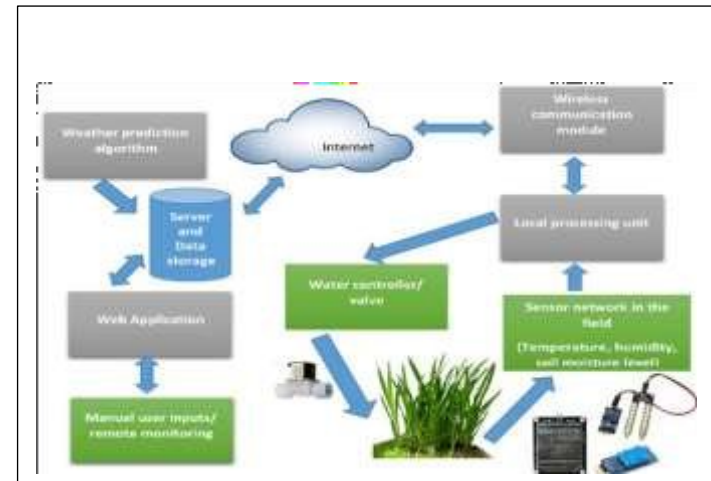 Weather prediction
algorithm
Internet
Wireless
communication
module
Server
and
Data
storage
Local processing unit
Water controller/
valve
Web Application
Sensor network in the
field
(Temperature, humidity,
soil moisture level)
Manual user inputs/
remote monitoring